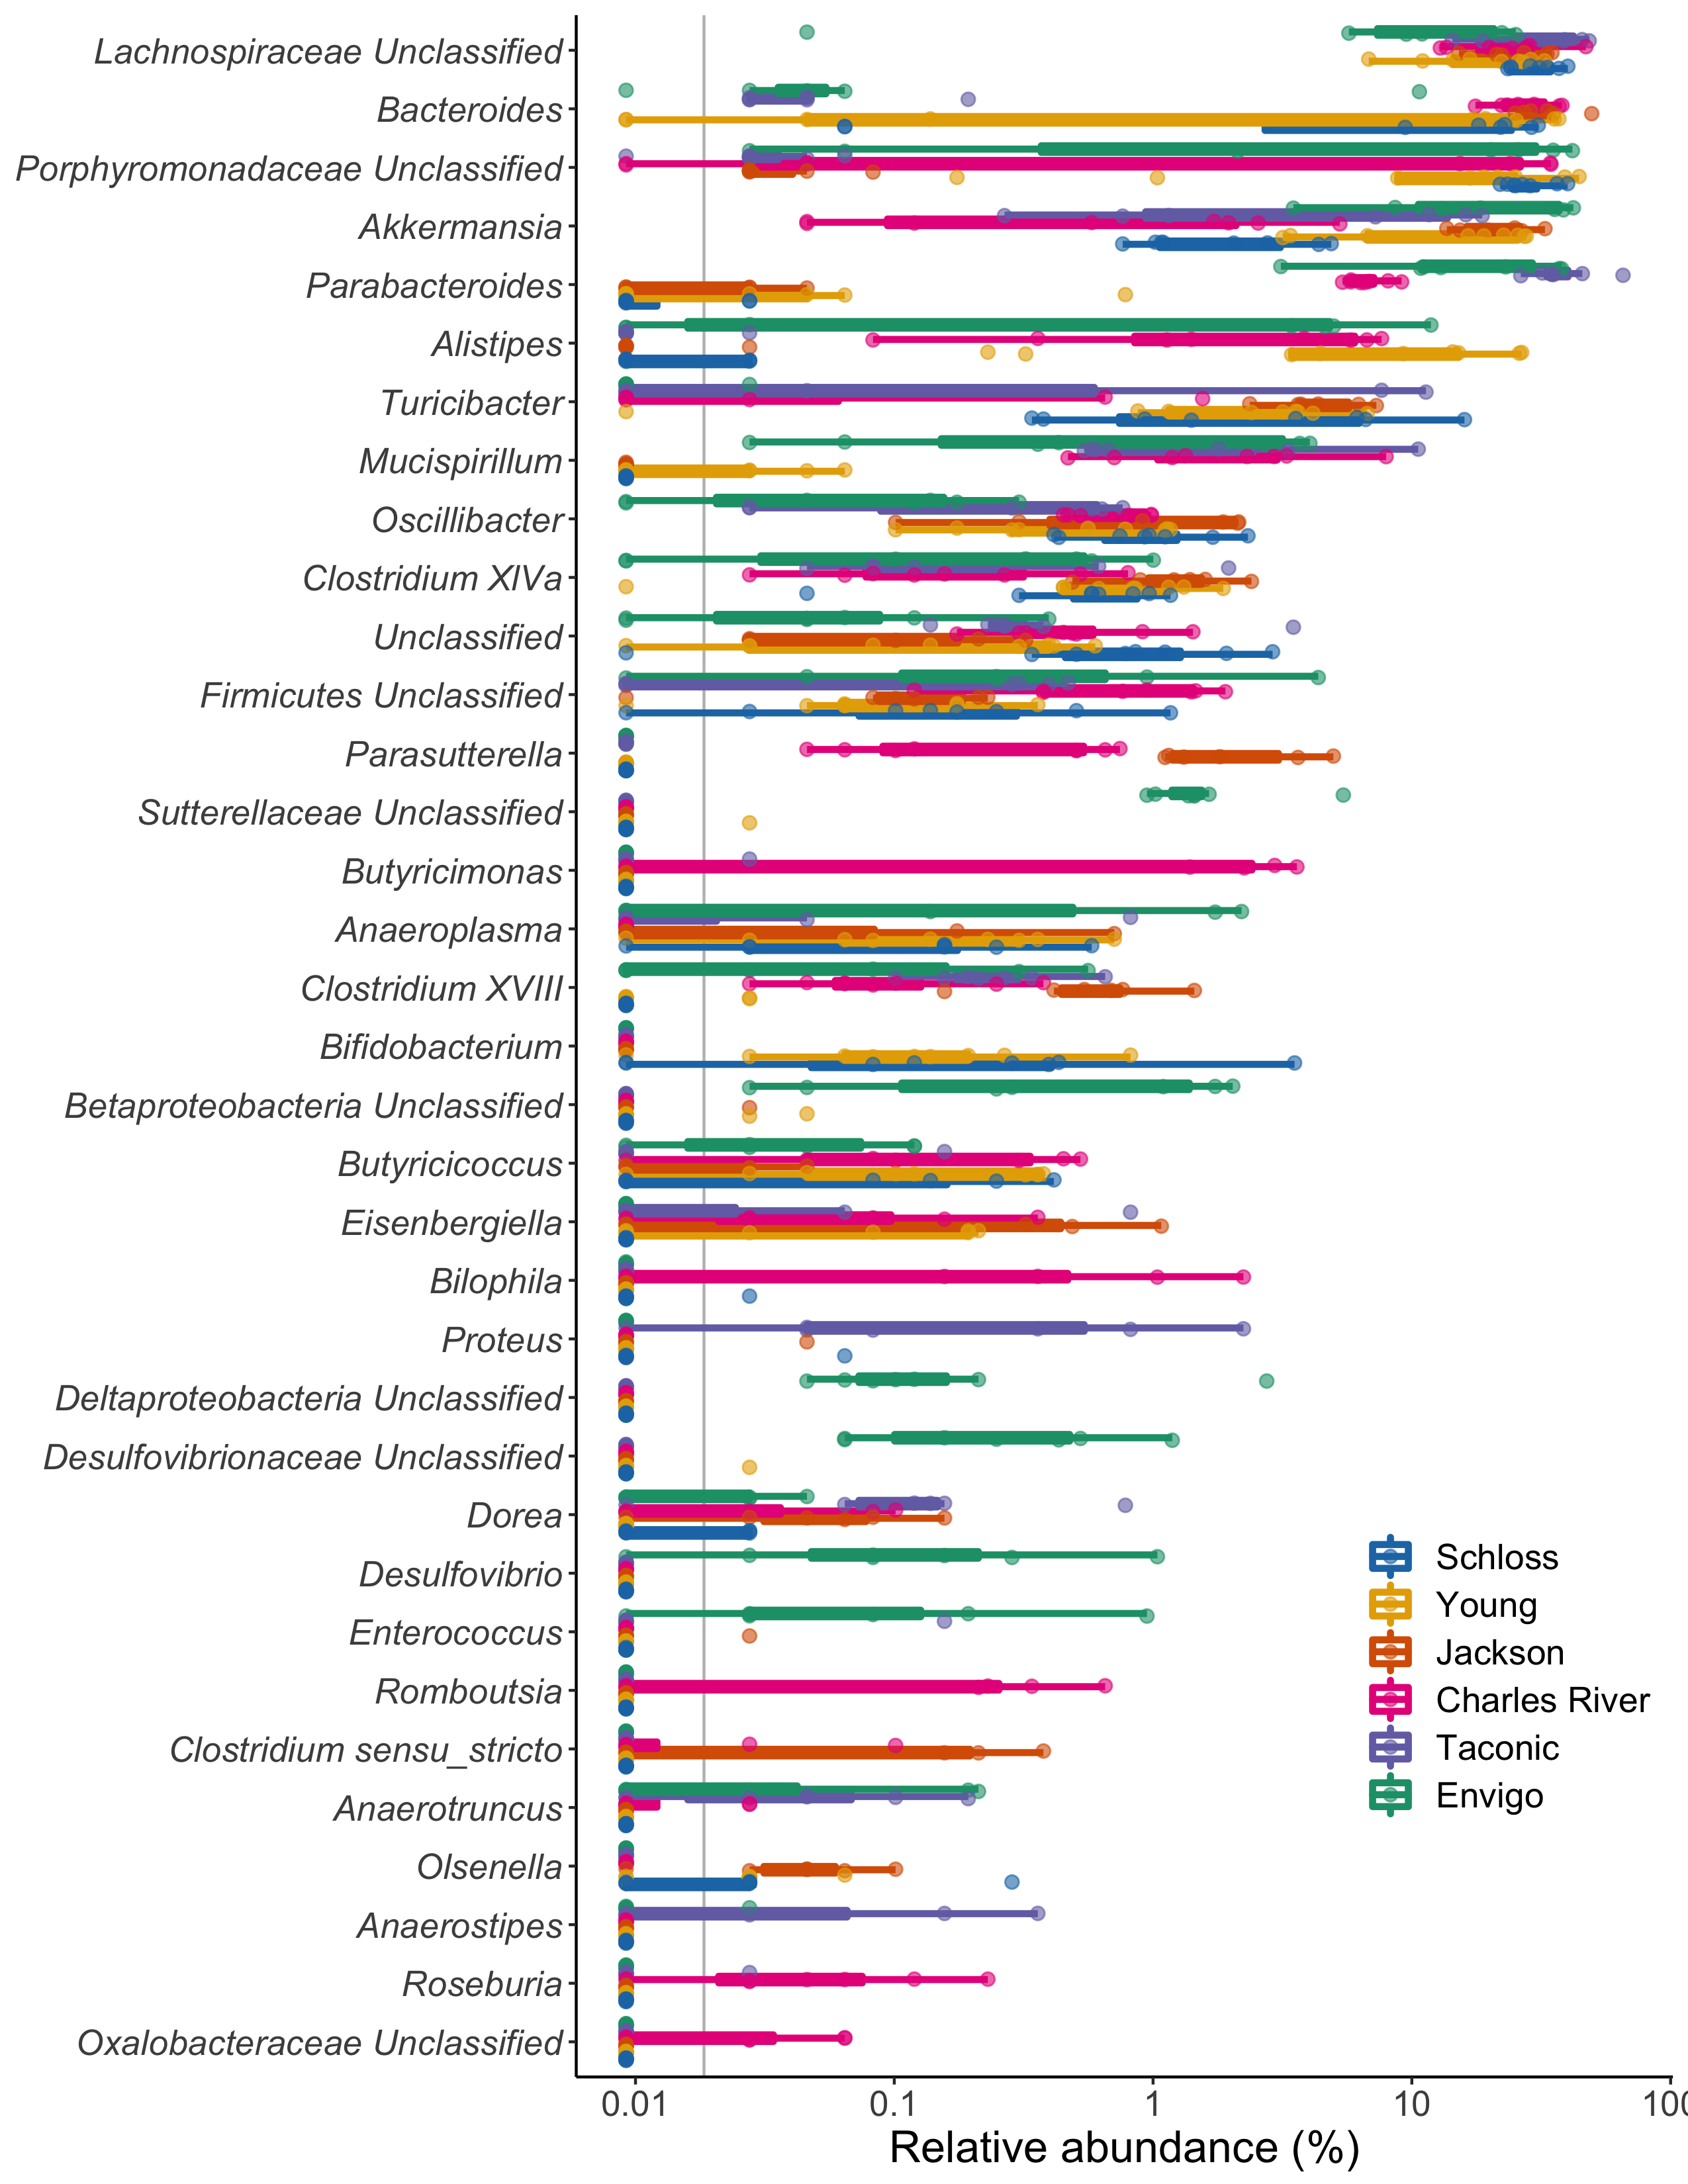 Lachnospiraceae Unclassified
Bacteroides
Porphyromonadaceae Unclassified
Akkermansia
Parabacteroides
Alistipes
Turicibacter
Mucispirillum
Oscillibacter
Clostridium XlVa
Unclassified
Firmicutes Unclassified
Parasutterella
Sutterellaceae Unclassified
Butyricimonas
Anaeroplasma
Clostridium XVIII
Bifidobacterium
Betaproteobacteria Unclassified
Butyricicoccus
Eisenbergiella
Bilophila
Proteus
Deltaproteobacteria Unclassified
Desulfovibrionaceae Unclassified
Dorea
Desulfovibrio
Enterococcus
Romboutsia
Clostridium sensu_stricto
Anaerotruncus
Olsenella
Anaerostipes
Roseburia
Oxalobacteraceae Unclassified
Schloss
Young
Jackson
Charles River
Taconic
Envigo
0.01 0.1 1 10 100
Relative abundance (%)